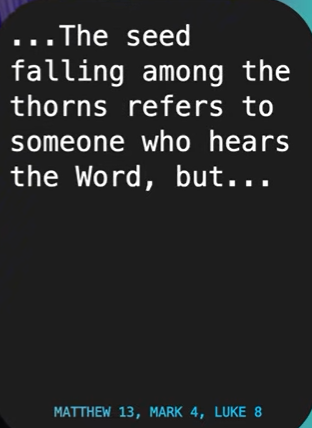 ...The seed
falling among the
thorns refers to
someone who hears
the Word, but...
MATTHEW 13, MARK 4, LUKE 8